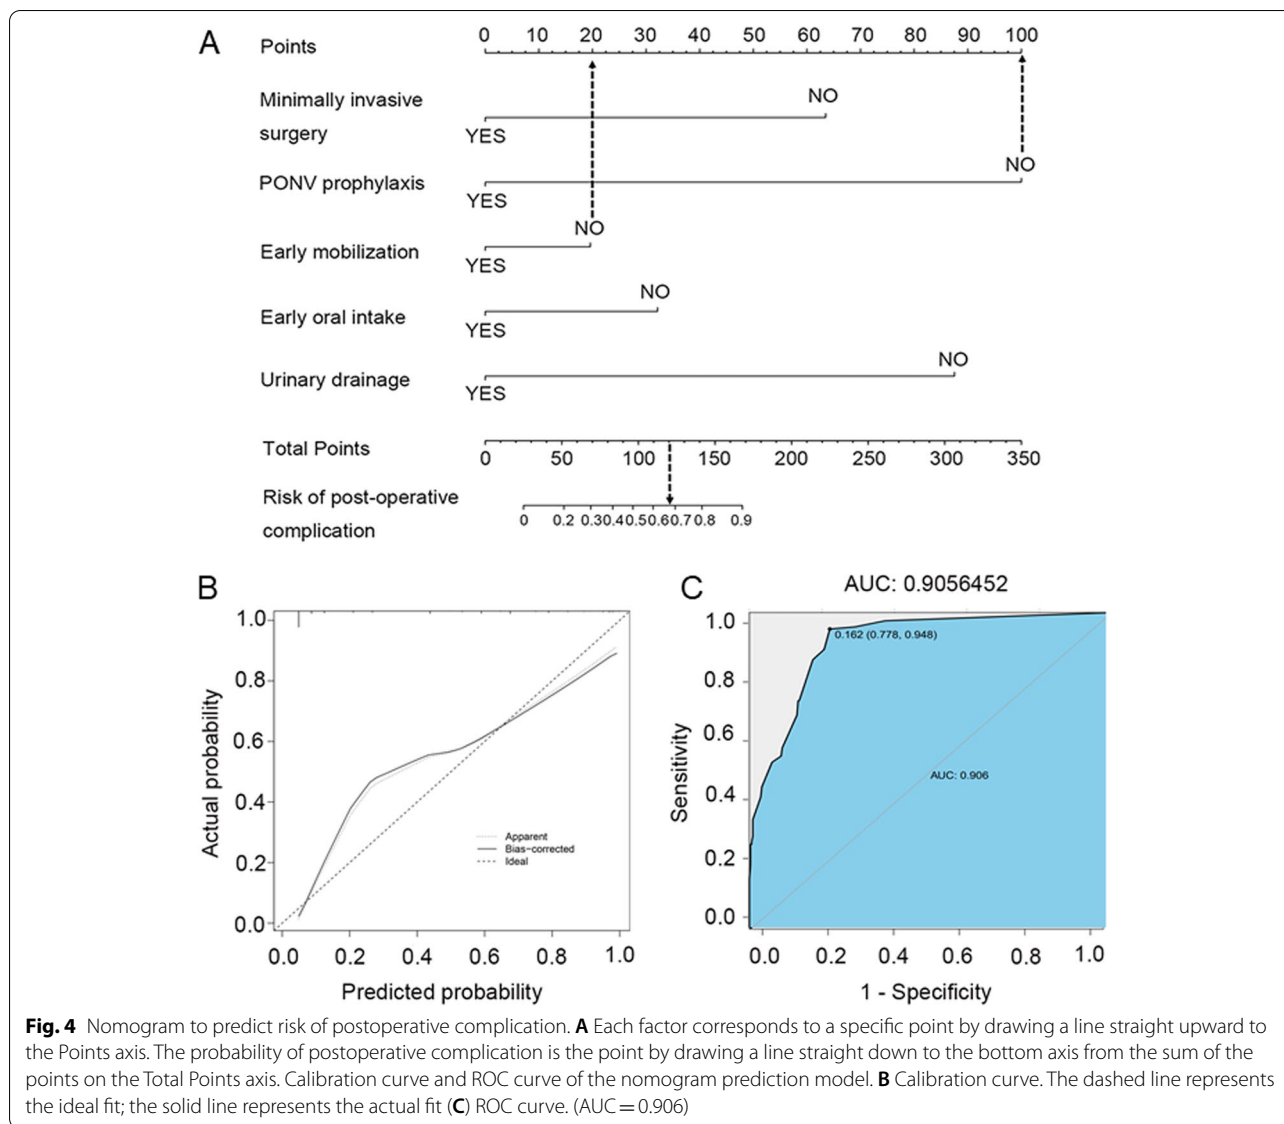 A
Points
0 10 20 30 40 50 60 70 80 90 100
Minimally invasive
surgery
NO
YES
PONV prophylaxis
NO
YES
Early mobilization
NO
YES
Early oral intake
NO
YES
Urinary drainage
NO
YES
Total Points
0 50 100 150 200 250 300 350
Risk of post-operative
complication
0 0.2 0.3 0.4 0.5 0.6 0.7 0.8 0.9
B
Actual probability
1.0
0.8
0.6
0.4
0.2
0.0
Apparent
Bias-corrected
Ideal
0.0 0.2 0.4 0.6 0.8 1.0
Predicted probability
C
AUC: 0.9056452
Sensitivity
1.0
0.8
0.6
0.4
0.2
0.0
0.162 (0.778, 0.948)
AUC: 0.906
0.0 0.2 0.4 0.6 0.8 1.0
1 - Specificity
Fig. 4 Nomogram to predict risk of postoperative complication. A Each factor corresponds to a specific point by drawing a line straight upward to
the Points axis. The probability of postoperative complication is the point by drawing a line straight down to the bottom axis from the sum of the
points on the Total Points axis. Calibration curve and ROC curve of the nomogram prediction model. B Calibration curve. The dashed line represents
the ideal fit; the solid line represents the actual fit (C) ROC curve. (AUC = 0.906)